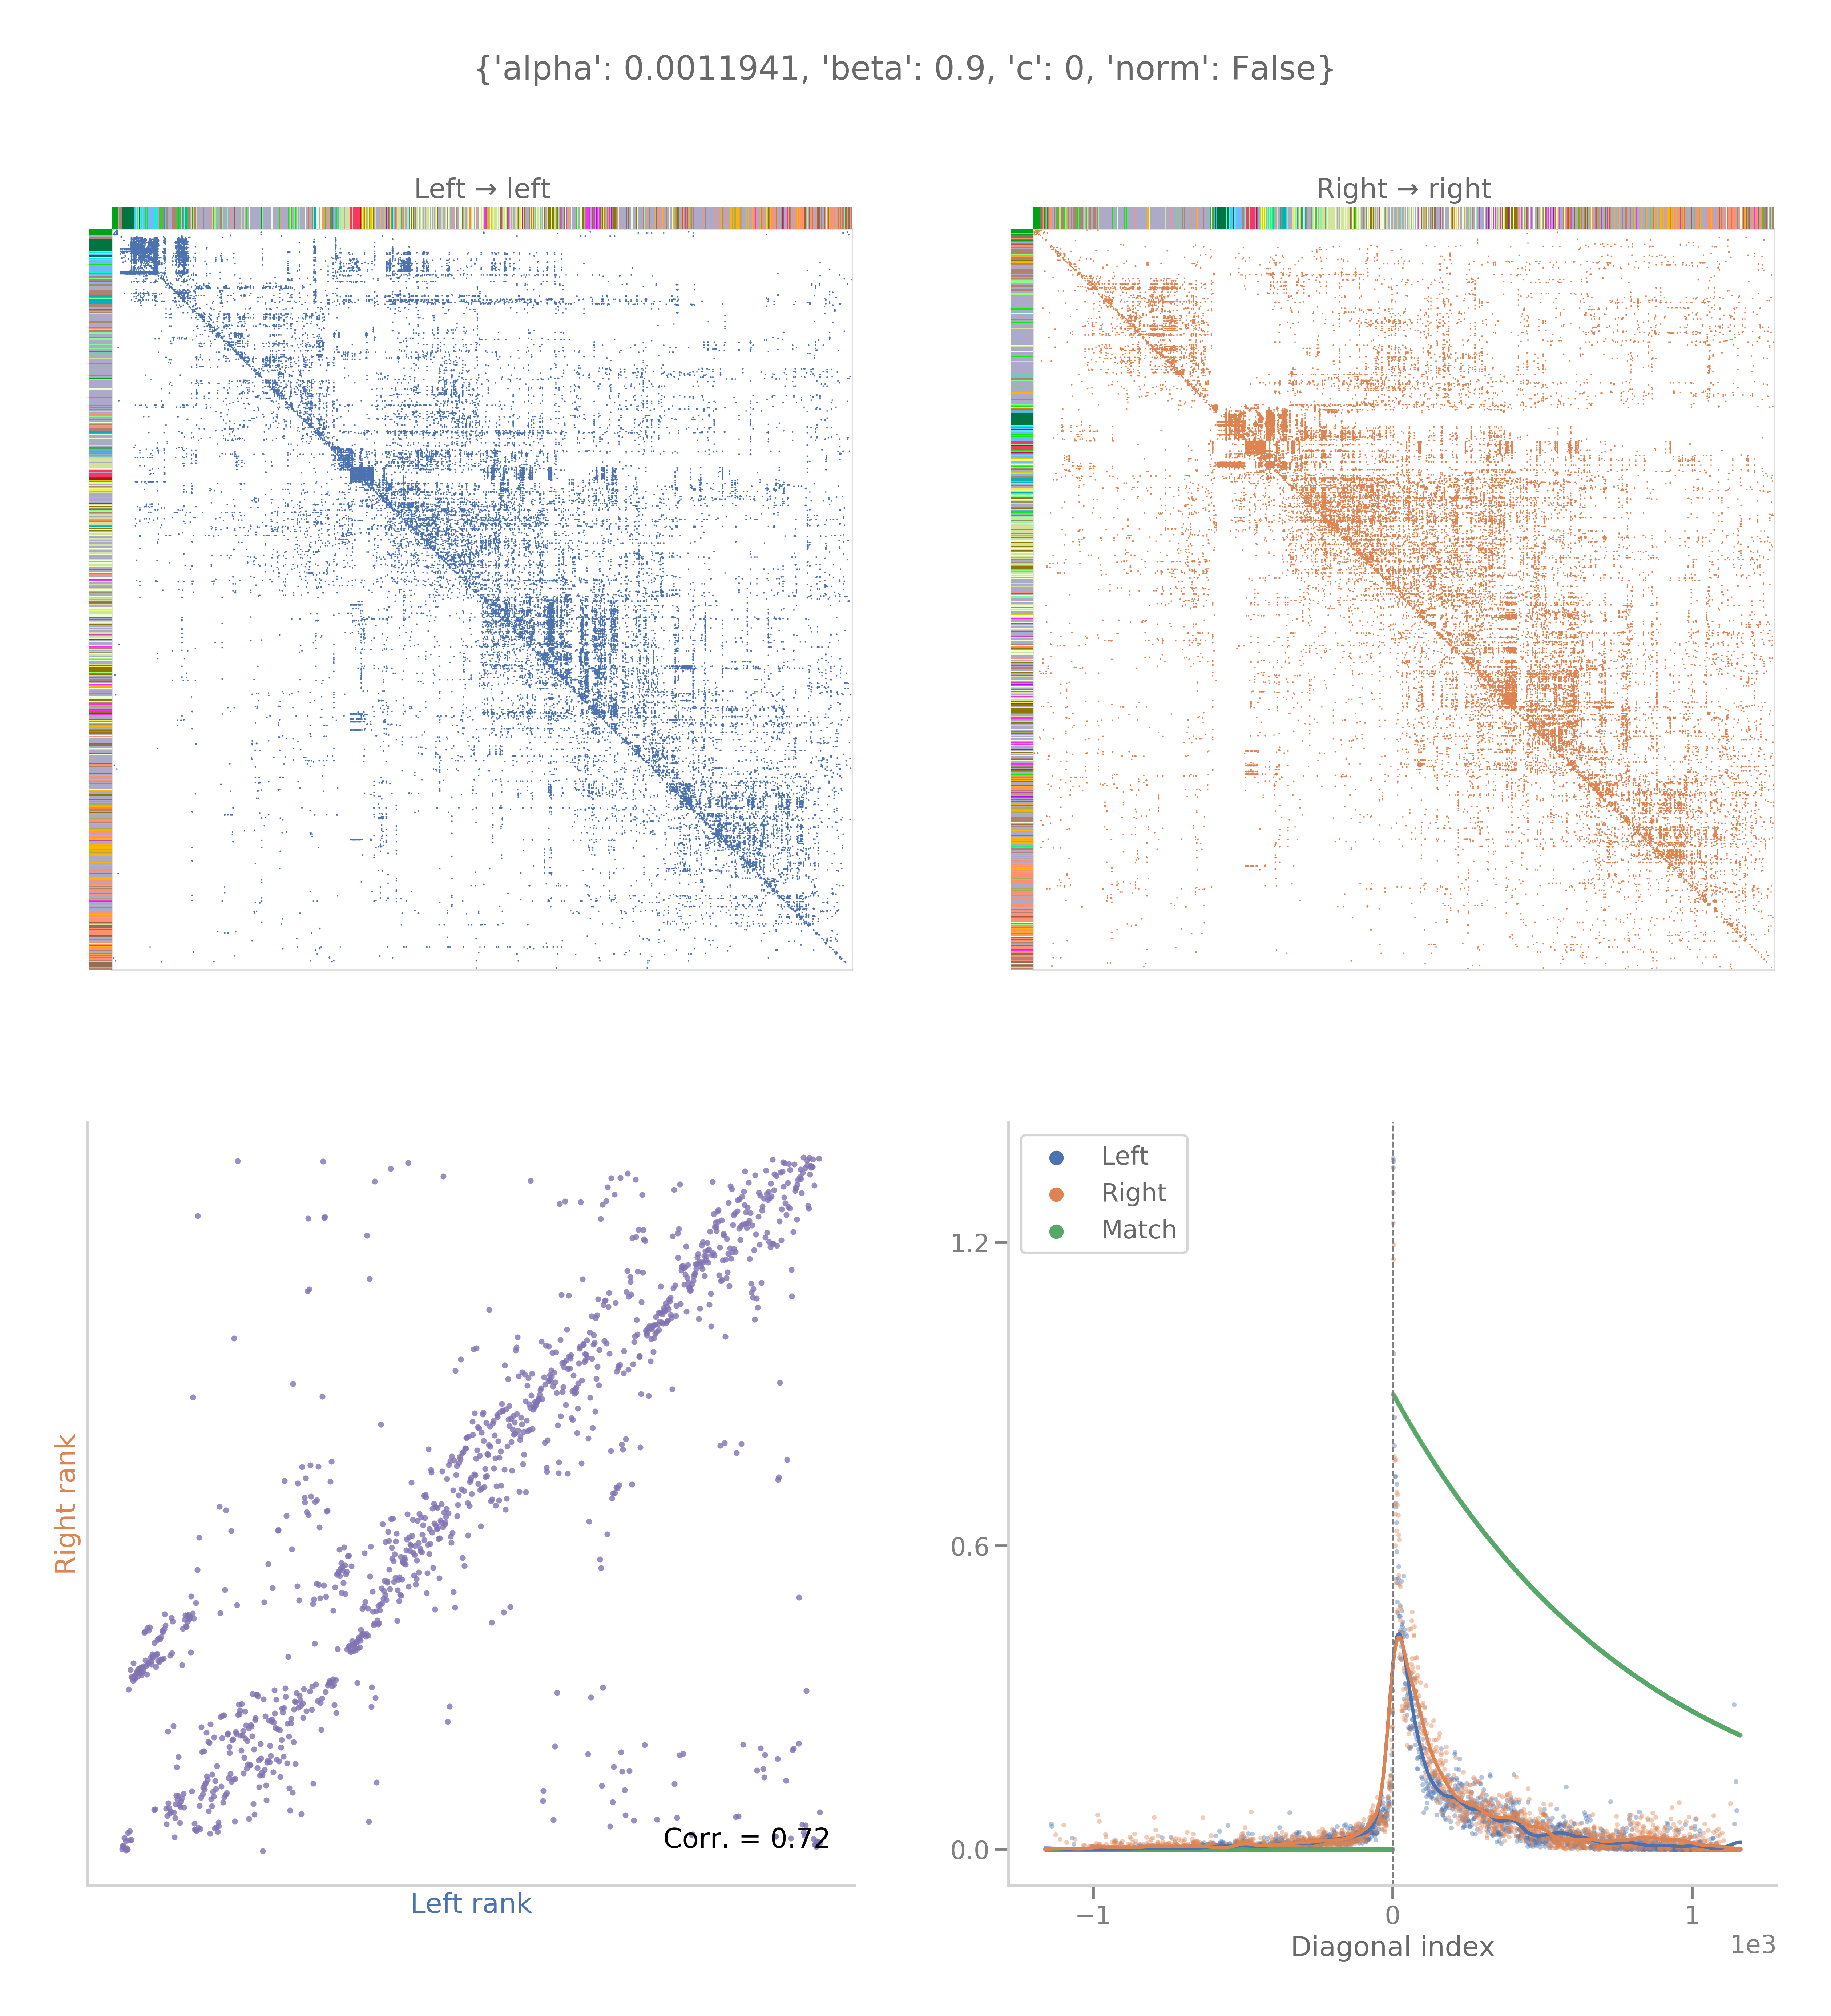 {'alpha': 0.0011941, 'beta': 0.9, 'c': 0, 'norm': False}
Left → left
Right → right
Right rank
Corr. = 0.72
Left rank
Left
Right
Match
1.2
0.6
0.0
−1
0
1
Diagonal index
1e3